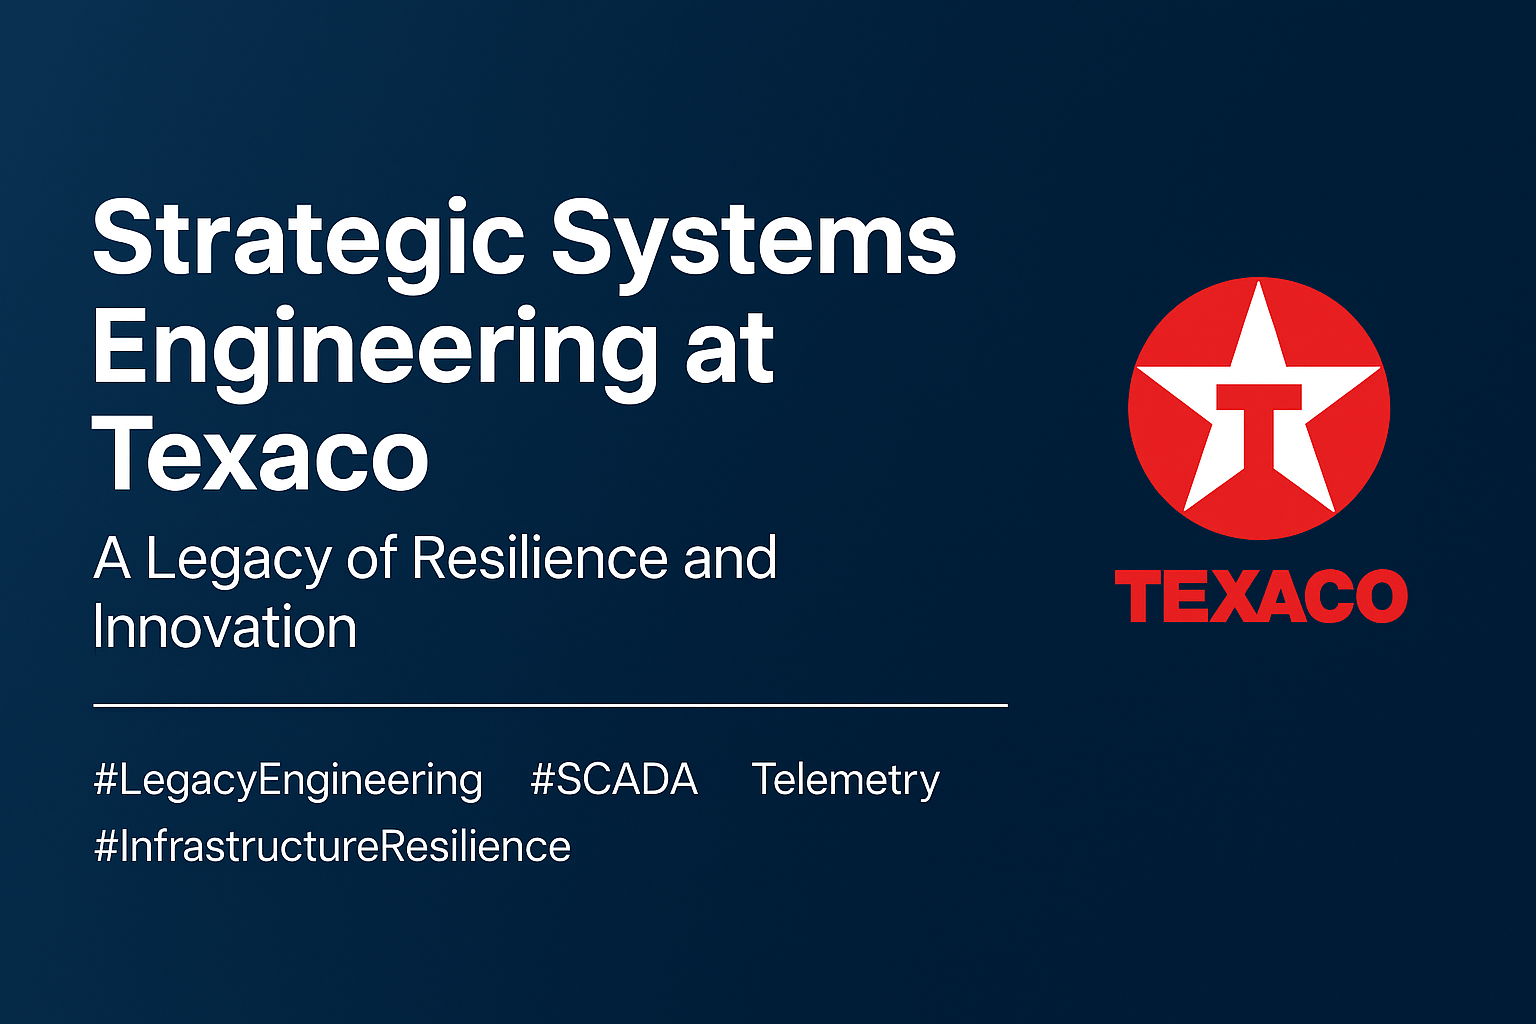 Strategic Systems
Engineering at
Texaco
A Legacy of Resilience and
Innovation
#LegacyEngineering #SCADA Telemetry
#InfrastructureResilience
T
TEXACO